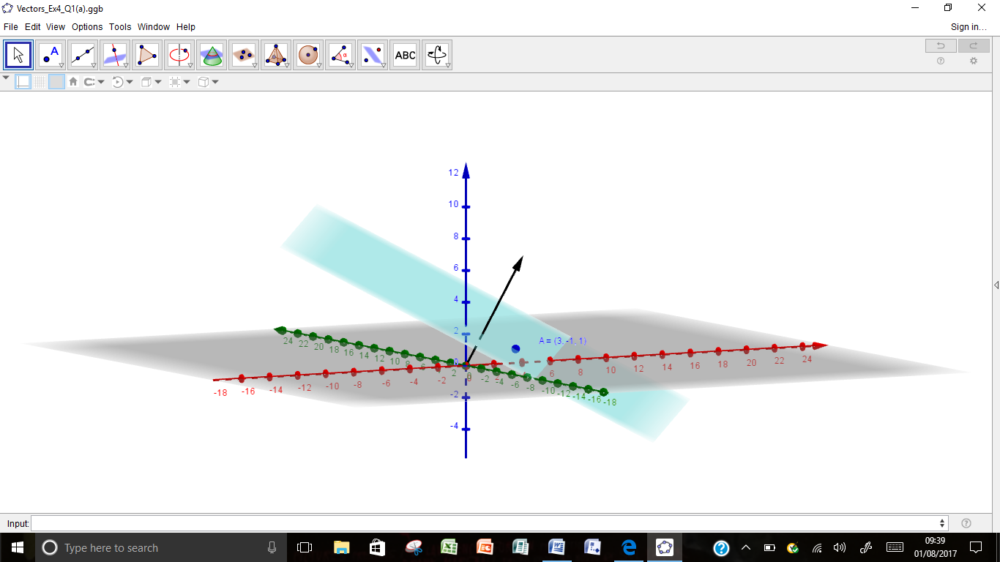 Vectors_Ex4_Q1(a).ggb
File Edit View Options Tools Window Help Sign in...
A α ABC
12
10
8
6
4
2
0
-2
-4
A = (3, -1, 1)
24 22 20 18 16 14 12 10 8 6 2 0 -2 -4 -6 -8 -10 -12 -14 -16 -18
-18 -16 -14 -12 -10 -8 -6 -4 -2 0 2 4 6 8 10 12 14 16 18 20 22 24
Input:
Type here to search
09:39
01/08/2017